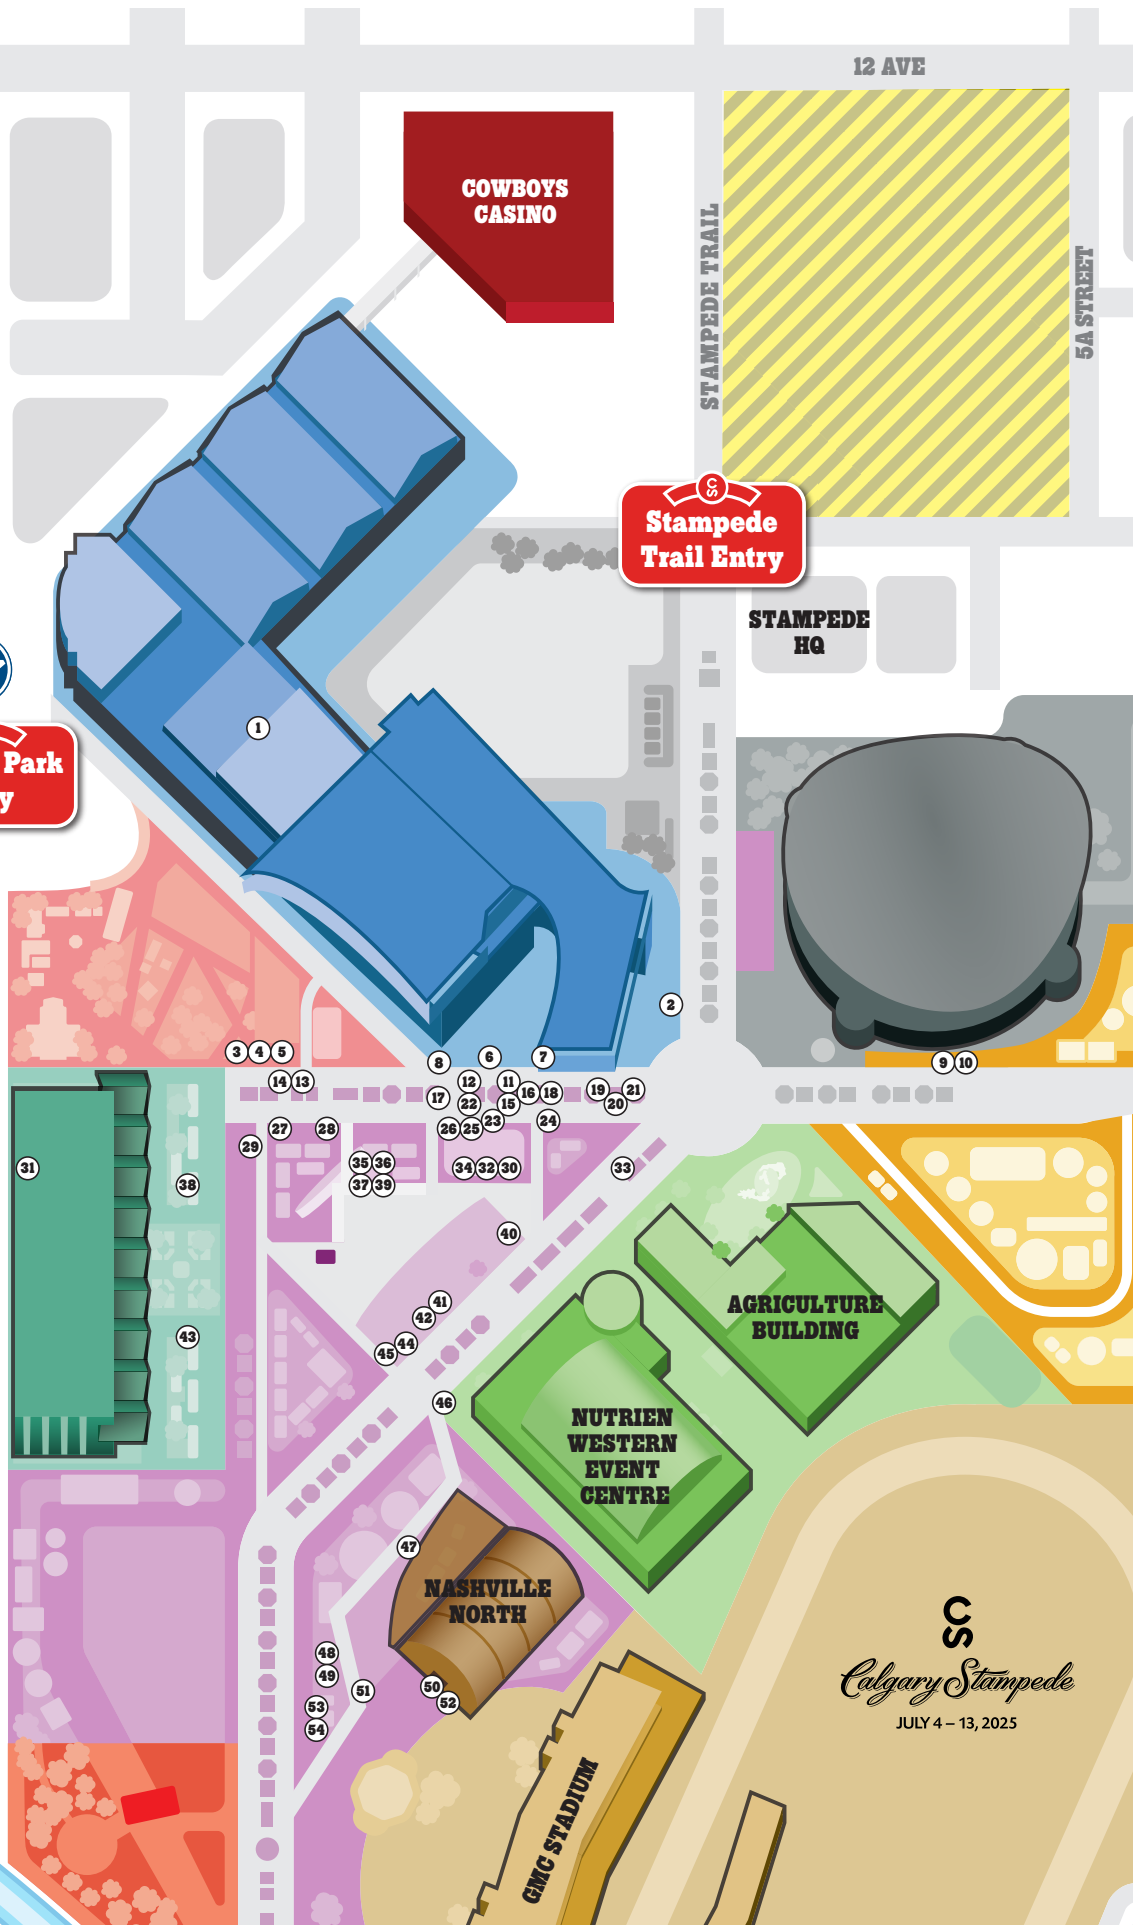 12 AVE
COWBOYS
CASINO
STAMPEDE TRAIL
5A STREET
CS
Stampede
Trail Entry
STAMPEDE
HQ
1
Park
y
2
3 4 5
8
6
7
9 10
14 13
12
11
16 18
19
21
17
22
15
20
23
24
26 25
27
28
29
31
35 36
34 32 30
33
38
37 39
40
41
42
43
44
45
46
AGRICULTURE
BUILDING
NUTRIEN
WESTERN
EVENT
CENTRE
47
NASHVILLE
NORTH
48
49
50
51
52
53
54
CS
Calgary Stampede
JULY 4 – 13, 2025
GMC STADIUM